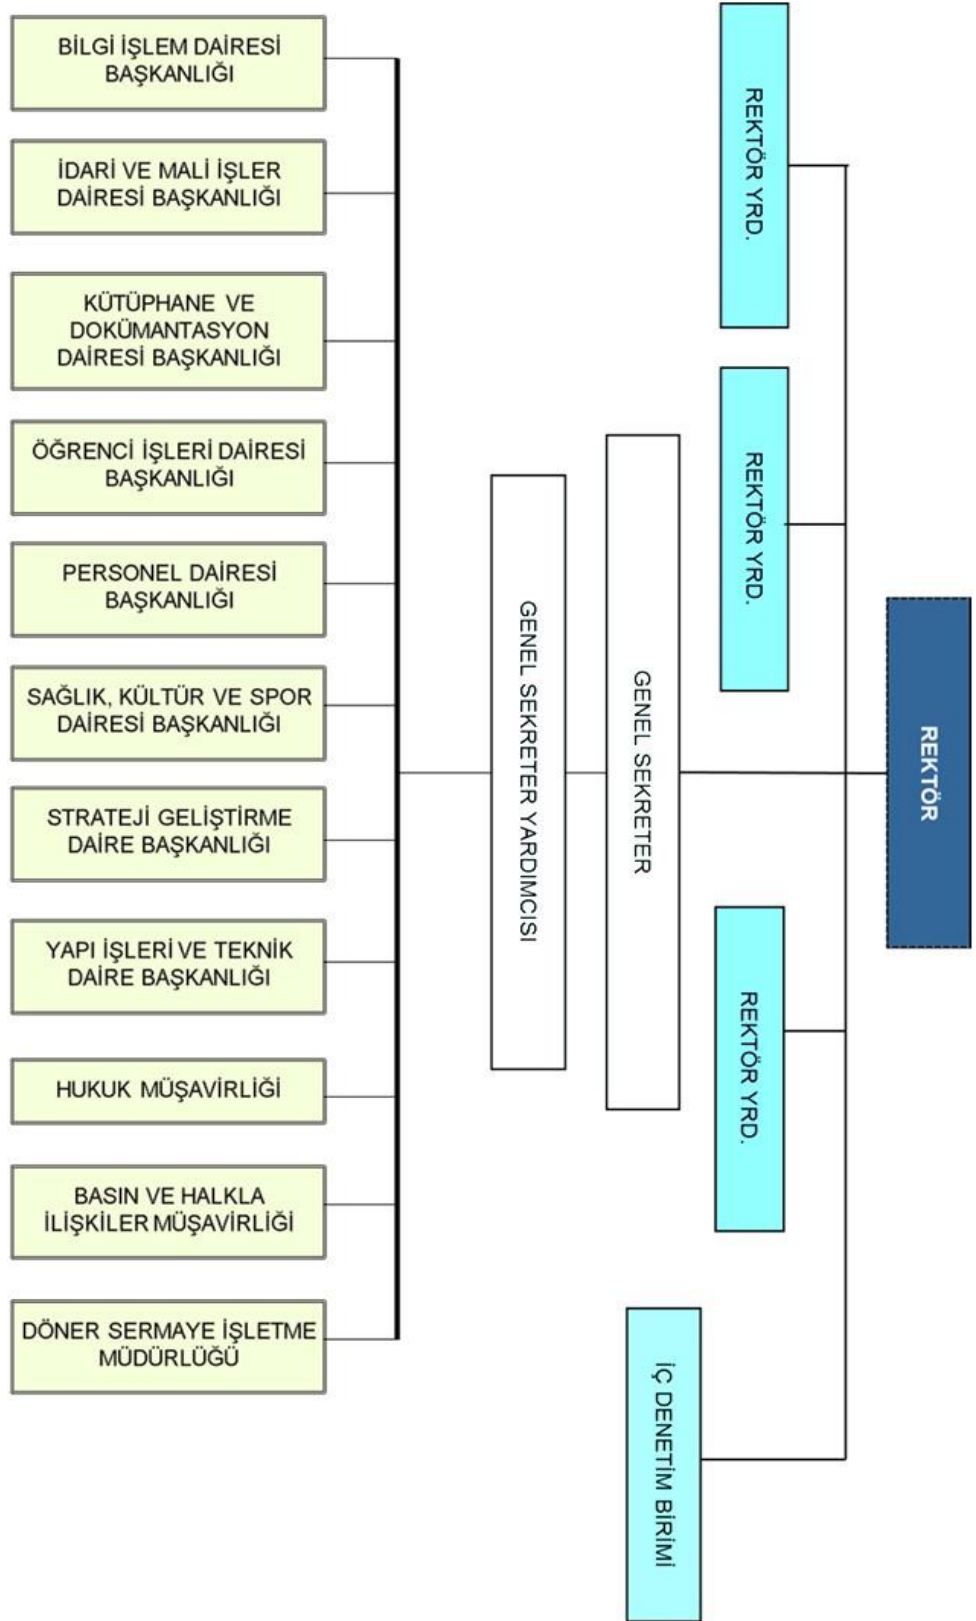 REKTÖR
REKTÖR YRD.
REKTÖR YRD.
REKTÖR YRD.
İÇ DENETİM BİRİMİ
GENEL SEKRETER
GENEL SEKRETER YARDIMCISI
BİLGİ İŞLEM DAİRESİ
BAŞKANLIĞI
İDARİ VE MALİ İŞLER
DAİRESİ BAŞKANLIĞI
KÜTÜPHANE VE
DOKÜMANTASYON
DAİRESİ BAŞKANLIĞI
ÖĞRENCİ İŞLERİ DAİRESİ
BAŞKANLIĞI
PERSONEL DAİRESİ
BAŞKANLIĞI
SAĞLIK, KÜLTÜR VE SPOR
DAİRESİ BAŞKANLIĞI
STRATEJİ GELİŞTİRME
DAİRE BAŞKANLIĞI
YAPI İŞLERİ VE TEKNİK
DAİRE BAŞKANLIĞI
HUKUK MÜŞAVİRLİĞİ
BASIN VE HALKLA
İLİŞKİLER MÜŞAVİRLİĞİ
DÖNER SERMAYE İŞLETME
MÜDÜRLÜĞÜ